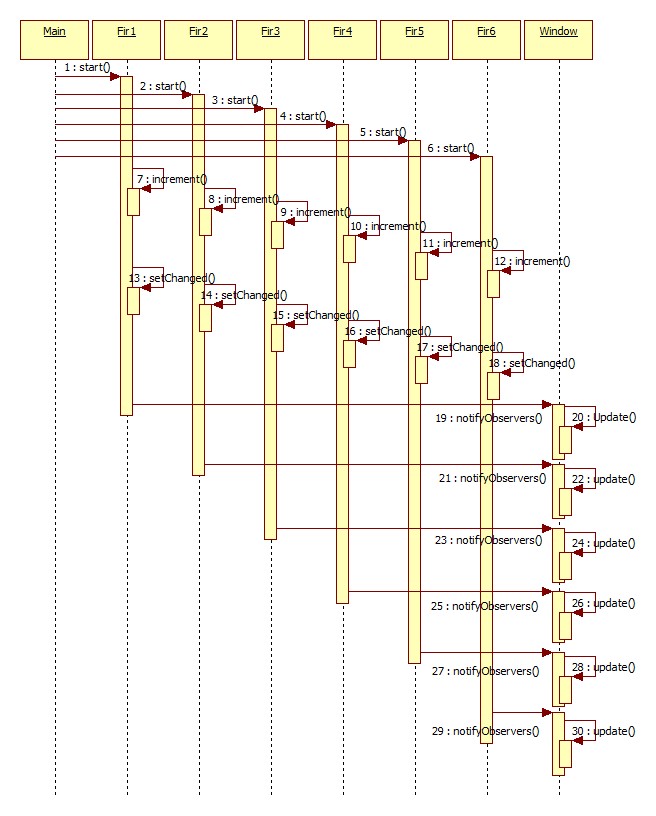 Main
Fir1
Fir2
Fir3
Fir4
Fir5
Fir6
Window
1 : start()
2 : start()
3 : start()
4 : start()
5 : start()
6 : start()
7 : increment()
8 : increment()
9 : increment()
10 : increment()
11 : increment()
12 : increment()
13 : setChanged()
14 : setChanged()
15 : setChanged()
16 : setChanged()
17 : setChanged()
18 : setChanged()
19 : notifyObservers()
20 : Update()
21 : notifyObservers()
22 : update()
23 : notifyObservers()
24 : update()
25 : notifyObservers()
26 : update()
27 : notifyObservers()
28 : update()
29 : notifyObservers()
30 : update()